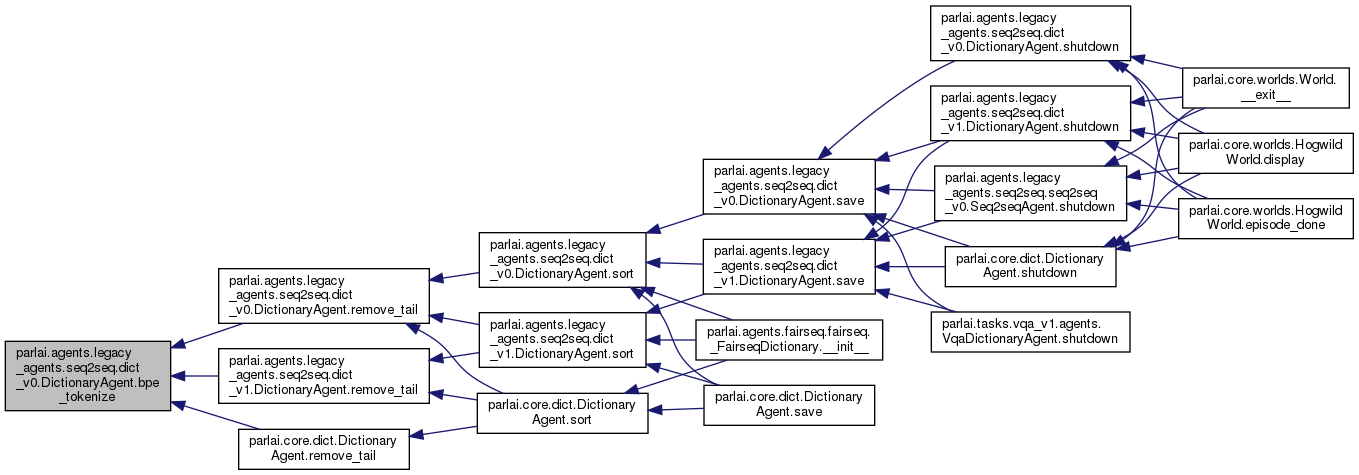 parlai.agents.legacy
_agents.seq2seq.dict
_v0.DictionaryAgent.bpe
_tokenize
parlai.agents.legacy
_agents.seq2seq.dict
_v0.DictionaryAgent.remove_tail
parlai.agents.legacy
_agents.seq2seq.dict
_v1.DictionaryAgent.remove_tail
parlai.core.dict.Dictionary
Agent.remove_tail
parlai.agents.legacy
_agents.seq2seq.dict
_v0.DictionaryAgent.sort
parlai.agents.legacy
_agents.seq2seq.dict
_v1.DictionaryAgent.sort
parlai.core.dict.Dictionary
Agent.sort
parlai.agents.legacy
_agents.seq2seq.dict
_v0.DictionaryAgent.save
parlai.agents.legacy
_agents.seq2seq.dict
_v1.DictionaryAgent.save
parlai.agents.fairseq.fairseq.
_FairseqDictionary.__init__
parlai.core.dict.Dictionary
Agent.save
parlai.agents.legacy
_agents.seq2seq.dict
_v0.DictionaryAgent.shutdown
parlai.agents.legacy
_agents.seq2seq.dict
_v1.DictionaryAgent.shutdown
parlai.agents.legacy
_agents.seq2seq.seq2seq
_v0.Seq2seqAgent.shutdown
parlai.core.dict.Dictionary
Agent.shutdown
parlai.tasks.vqa_v1.agents.
VqaDictionaryAgent.shutdown
parlai.core.worlds.World.
__exit__
parlai.core.worlds.Hogwild
World.display
parlai.core.worlds.Hogwild
World.episode_done